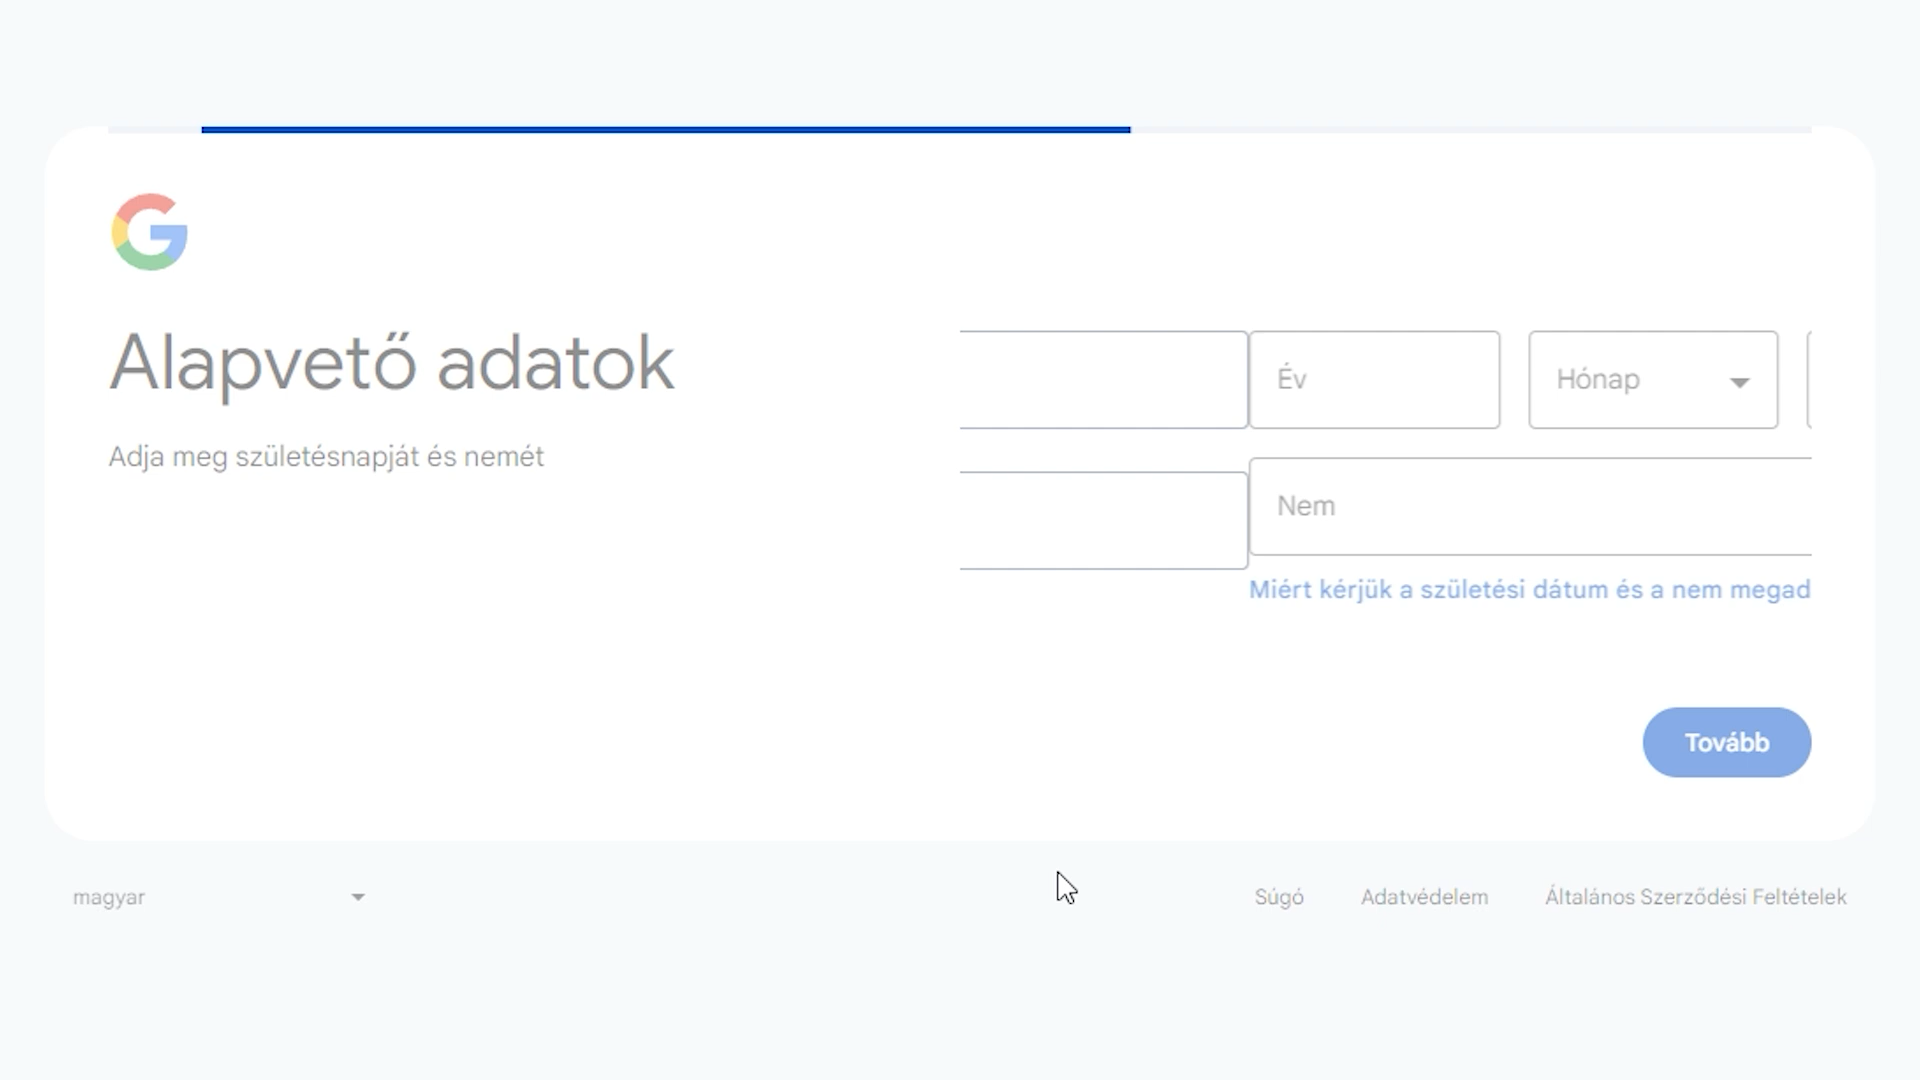 Alapvető adatok
Adja meg születésnapját és nemét
Év
Hónap
Nem
Miért kérjük a születési dátum és a nem megad
Tovább
magyar
Súgó
Adatvédelem
Általános Szerződési Feltételek